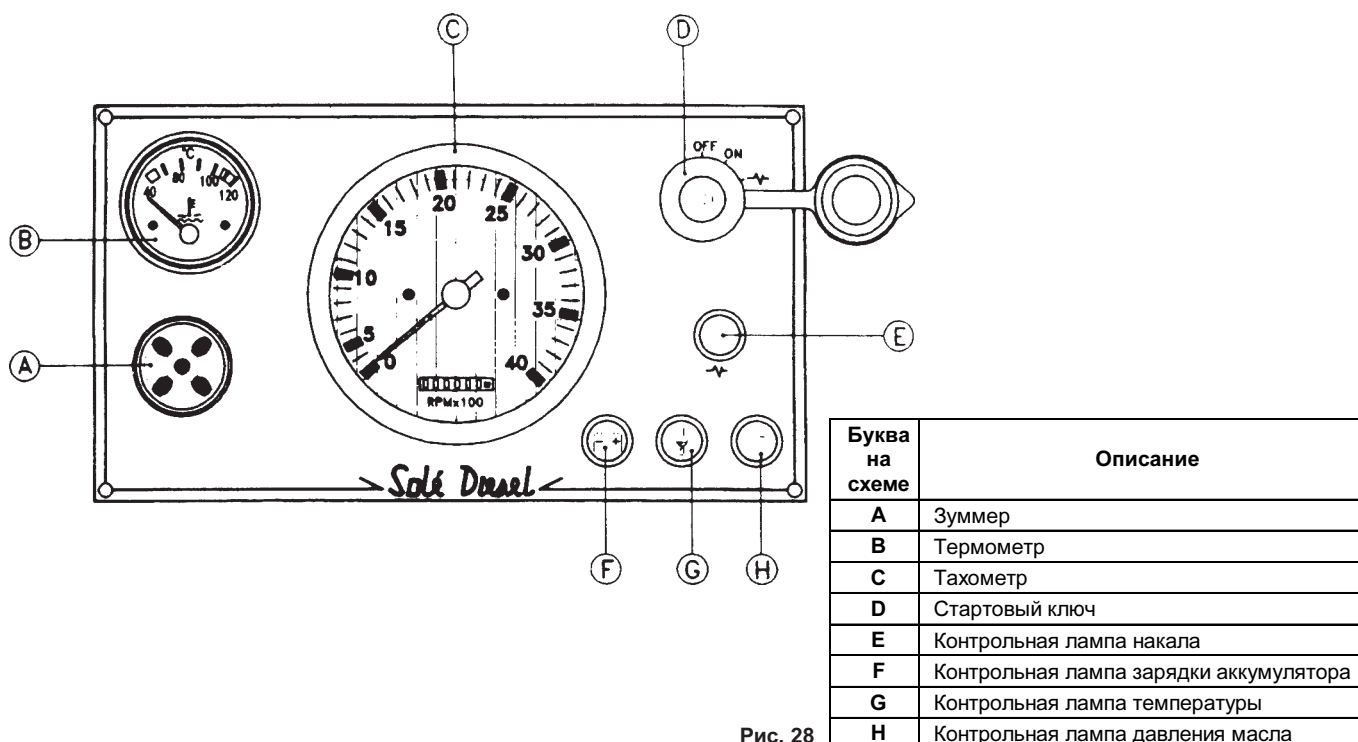 C
D
OFF
ON
°C
40 80 100 120
B
A
0 5 10 15 20 25 30 35 40
000000
RPMx100
E
Solé Diesel
F
G
H
Буква на схеме Описание
A Зуммер
B Термометр
C Тахометр
D Стартовый ключ
E Контрольная лампа накала
F Контрольная лампа зарядки аккумулятора
G Контрольная лампа температуры
H Контрольная лампа давления масла
Рис. 28